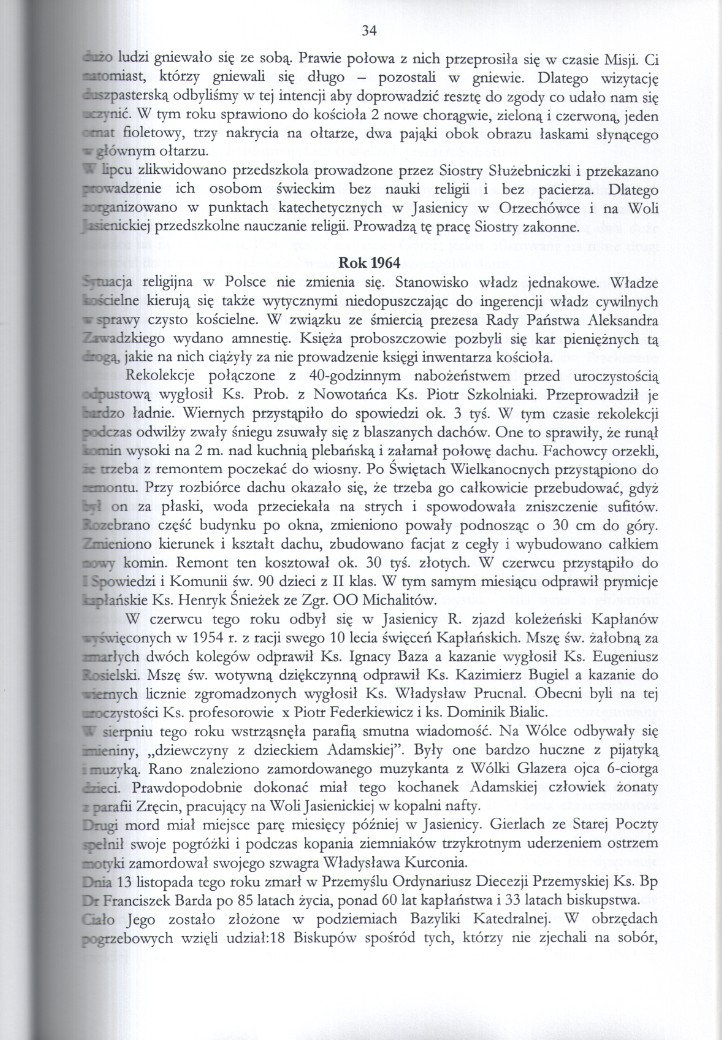 34
dużo ludzi gniewało się ze sobą. Prawie połowa z nich przeprosiła się w czasie Misji. Ci
natomiast, którzy gniewali się długo – pozostali w gniewie. Dlatego wizytację
duszpasterską odbyliśmy w tej intencji aby doprowadzić resztę do zgody co udało nam się
uczynić. W tym roku sprawiono do kościoła 2 nowe chorągwie, zieloną i czerwoną, jeden
ornat fioletowy, trzy nakrycia na ołtarze, dwa pająki obok obrazu łaskami słynącego
w głównym ołtarzu.
W lipcu zlikwidowano przedszkola prowadzone przez Siostry Służebniczki i przekazano
prowadzenie ich osobom świeckim bez nauki religii i bez pacierza. Dlatego
zorganizowano w punktach katechetycznych w Jasienicy w Orzechówce i na Woli
Jasienickiej przedszkolne nauczanie religii. Prowadzą tę pracę Siostry zakonne.
Rok 1964
Sytuacja religijna w Polsce nie zmienia się. Stanowisko władz jednakowe. Władze
kościelne kierują się także wytycznymi niedopuszczając do ingerencji władz cywilnych
w sprawy czysto kościelne. W związku ze śmiercią prezesa Rady Państwa Aleksandra
Zawadzkiego wydano amnestię. Księża proboszczowie pozbyli się kar pieniężnych tą
drogą, jakie na nich ciążyły za nie prowadzenie księgi inwentarza kościoła.
Rekolekcje połączone z 40-godzinnym nabożeństwem przed uroczystością
odpustową wygłosił Ks. Prob. z Nowotańca Ks. Piotr Szkolniaki. Przeprowadził je
bardzo ładnie. Wiernych przystąpiło do spowiedzi ok. 3 tyś. W tym czasie rekolekcji
podczas odwilży zwały śniegu zsuwały się z blaszanych dachów. One to sprawiły, że runął
komin wysoki na 2 m. nad kuchnią plebańską i załamał połowę dachu. Fachowcy orzekli,
że trzeba z remontem poczekać do wiosny. Po Świętach Wielkanocnych przystąpiono do
remontu. Przy rozbiórce dachu okazało się, że trzeba go całkowicie przebudować, gdyż
był on za płaski, woda przeciekała na strych i spowodowała zniszczenie sufitów.
Rozebrano część budynku po okna, zmieniono powały podnosząc o 30 cm do góry.
Zmieniono kierunek i kształt dachu, zbudowano facjat z cegły i wybudowano całkiem
nowy komin. Remont ten kosztował ok. 30 tyś. złotych. W czerwcu przystąpiło do
I Spowiedzi i Komunii św. 90 dzieci z II klas. W tym samym miesiącu odprawił prymicje
kapłańskie Ks. Henryk Śnieżek ze Zgr. OO Michalitów.
W czerwcu tego roku odbył się w Jasienicy R. zjazd koleżeński Kapłanów
wyświęconych w 1954 r. z racji swego 10 lecia święceń Kapłańskich. Mszę św. żałobną za
zmarłych dwóch kolegów odprawił Ks. Ignacy Baza a kazanie wygłosił Ks. Eugeniusz
Kosielski. Mszę św. wotywną dziękczynną odprawił Ks. Kazimierz Bugiel a kazanie do
wiernych licznie zgromadzonych wygłosił Ks. Władysław Prucnal. Obecni byli na tej
uroczystości Ks. profesorowie x Piotr Federkiewicz i ks. Dominik Bialic.
W sierpniu tego roku wstrząsnęła parafią smutna wiadomość. Na Wólce odbywały się
imieniny, „dziewczyny z dzieckiem Adamskiej”. Były one bardzo huczne z pijatyką
i muzyką. Rano znaleziono zamordowanego muzykanta z Wólki Glazera ojca 6-ciorga
dzieci. Prawdopodobnie dokonać miał tego kochanek Adamskiej człowiek żonaty
z parafii Zręcin, pracujący na Woli Jasienickiej w kopalni nafty.
Drugi mord miał miejsce parę miesięcy później w Jasienicy. Gierlach ze Starej Poczty
spełnił swoje pogróżki i podczas kopania ziemniaków trzykrotnym uderzeniem ostrzem
motyki zamordował swojego szwagra Władysława Kurconia.
Dnia 13 listopada tego roku zmarł w Przemyślu Ordynariusz Diecezji Przemyskiej Ks. Bp
Dr Franciszek Barda po 85 latach życia, ponad 60 lat kapłaństwa i 33 latach biskupstwa.
Ciało Jego zostało złożone w podziemiach Bazyliki Katedralnej. W obrzędach
pogrzebowych wzięli udział:18 Biskupów spośród tych, którzy nie zjechali na sobór,